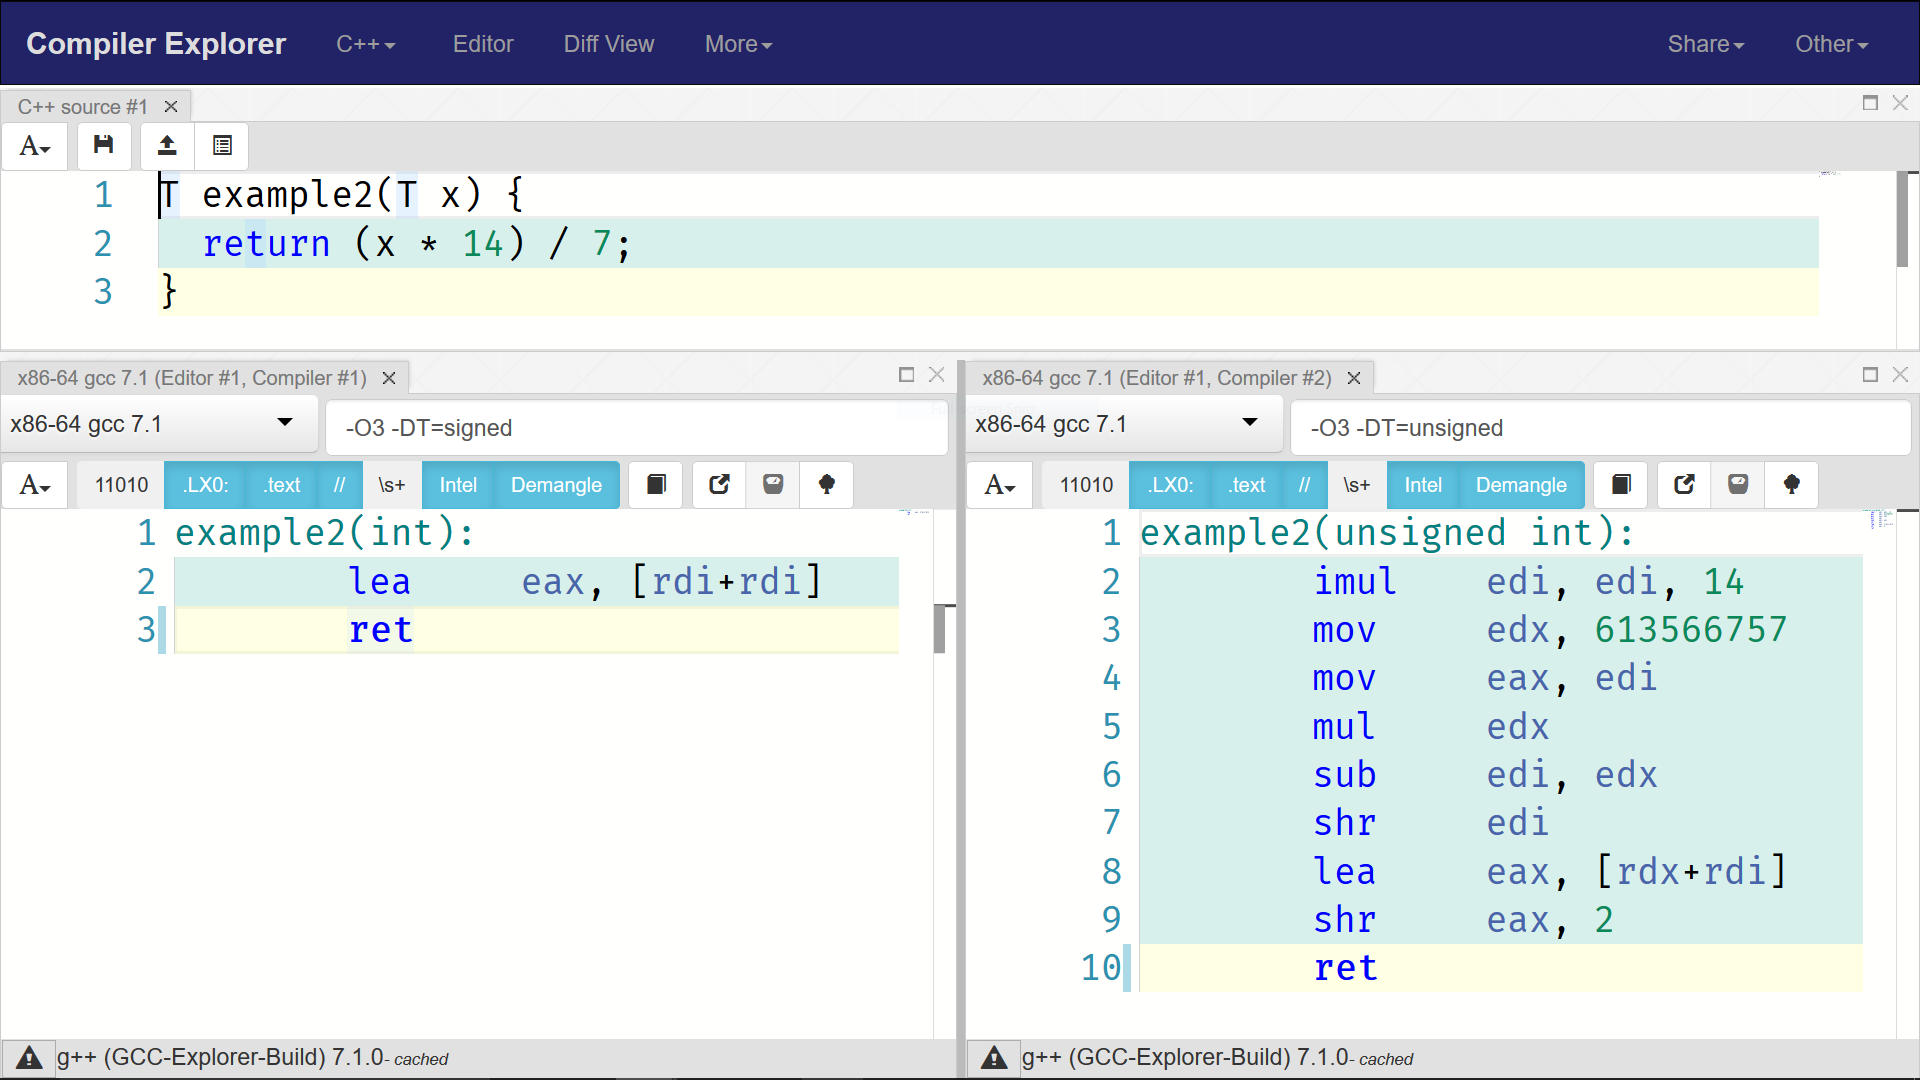 Compiler Explorer C++ Editor Diff View More Share Other
C++ source #1
A
1 T example2(T x) {
2 return (x * 14) / 7;
3 }
x86-64 gcc 7.1 (Editor #1, Compiler #1)
x86-64 gcc 7.1 -O3 -DT=signed
A 11010 .LX0: .text // \s+ Intel Demangle
1 example2(int):
2 lea eax, [rdi+rdi]
3 ret
g++ (GCC-Explorer-Build) 7.1.0- cached
x86-64 gcc 7.1 (Editor #1, Compiler #2)
x86-64 gcc 7.1 -O3 -DT=unsigned
A 11010 .LX0: .text // \s+ Intel Demangle
1 example2(unsigned int):
2 imul edi, edi, 14
3 mov edx, 613566757
4 mov eax, edi
5 mul edx
6 sub edi, edx
7 shr edi
8 lea eax, [rdx+rdi]
9 shr eax, 2
10 ret
g++ (GCC-Explorer-Build) 7.1.0- cached